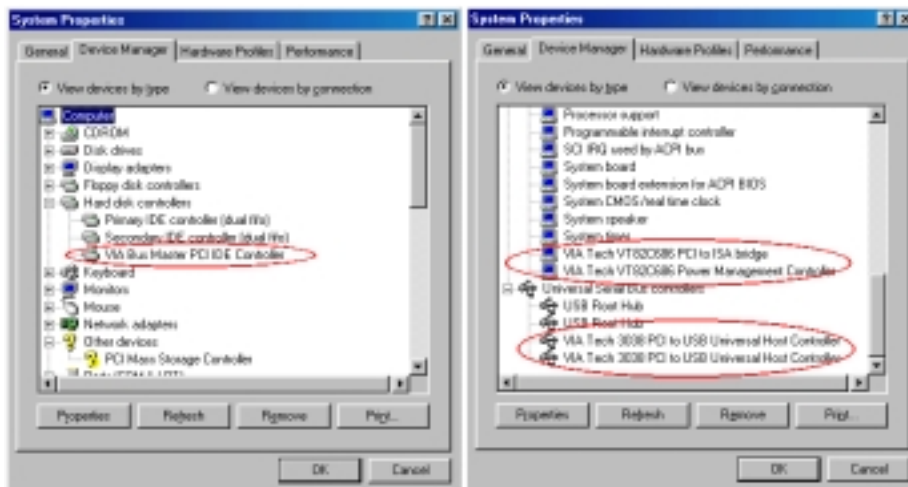 System Properties
General Device Manager Hardware Profiles Performance
View devices by type View devices by connection
Computer
CDROM
Disk drives
Display adapters
Floppy disk controllers
Hard disk controllers
Primary IDE controller (dual fifo)
Secondary IDE controller (dual fifo)
VIA Bus Master PCI IDE Controller
Keyboard
Monitors
Mouse
Network adapters
Other devices
PCI Mass Storage Controller
Ports (COM & LPT)
Properties Refresh Remove Print...
OK Cancel
System Properties
General Device Manager Hardware Profiles Performance
View devices by type View devices by connection
Processor support
Programmable interrupt controller
SCI IRQ used by ACPI bus
System board
System board extension for ACPI BIOS
System CMOS/real time clock
System speaker
System timer
VIA Tech VT82C686 PCI to ISA bridge
VIA Tech VT82C686 Power Management Controller
Universal Serial Bus controllers
USB Root Hub
USB Root Hub
VIA Tech 3038 PCI to USB Universal Host Controller
VIA Tech 3038 PCI to USB Universal Host Controller
Properties Refresh Remove Print...
OK Cancel